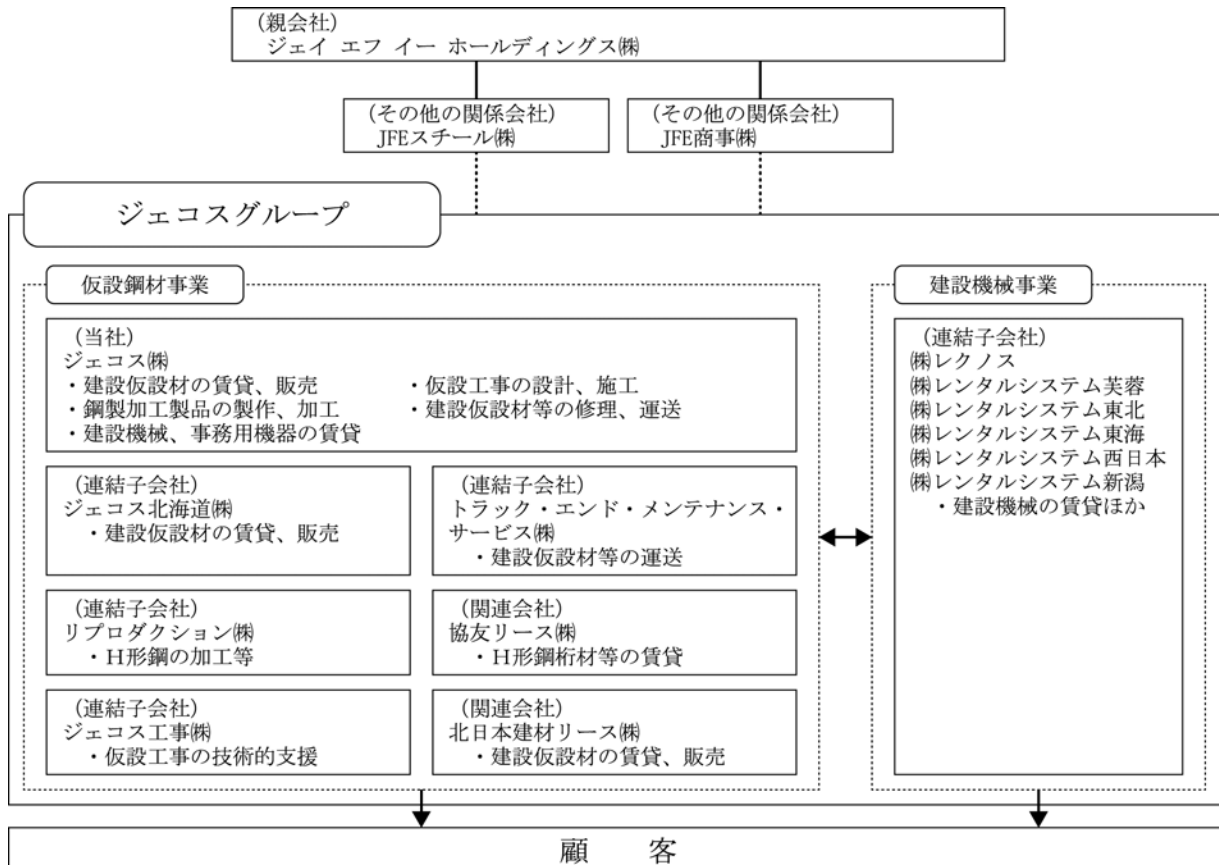 （親会社）
ジェイ エフ イー ホールディングス㈱
（その他の関係会社）
JFEスチール㈱
（その他の関係会社）
JFE商事㈱
ジェコスグループ
仮設鋼材事業
（当社）
ジェコス㈱
・建設仮設材の賃貸、販売
・鋼製加工製品の製作、加工
・建設機械、事務用機器の賃貸
・仮設工事の設計、施工
・建設仮設材等の修理、運送
（連結子会社）
ジェコス北海道㈱
・建設仮設材の賃貸、販売
（連結子会社）
トラック・エンド・メンテナンス・
サービス㈱
・建設仮設材等の運送
（連結子会社）
リプロダクション㈱
・Ｈ形鋼の加工等
（関連会社）
協友リース㈱
・Ｈ形鋼桁材等の賃貸
（連結子会社）
ジェコス工事㈱
・仮設工事の技術的支援
（関連会社）
北日本建材リース㈱
・建設仮設材の賃貸、販売
建設機械事業
（連結子会社）
㈱レクノス
㈱レンタルシステム芙蓉
㈱レンタルシステム東北
㈱レンタルシステム東海
㈱レンタルシステム西日本
㈱レンタルシステム新潟
・建設機械の賃貸ほか
顧　客